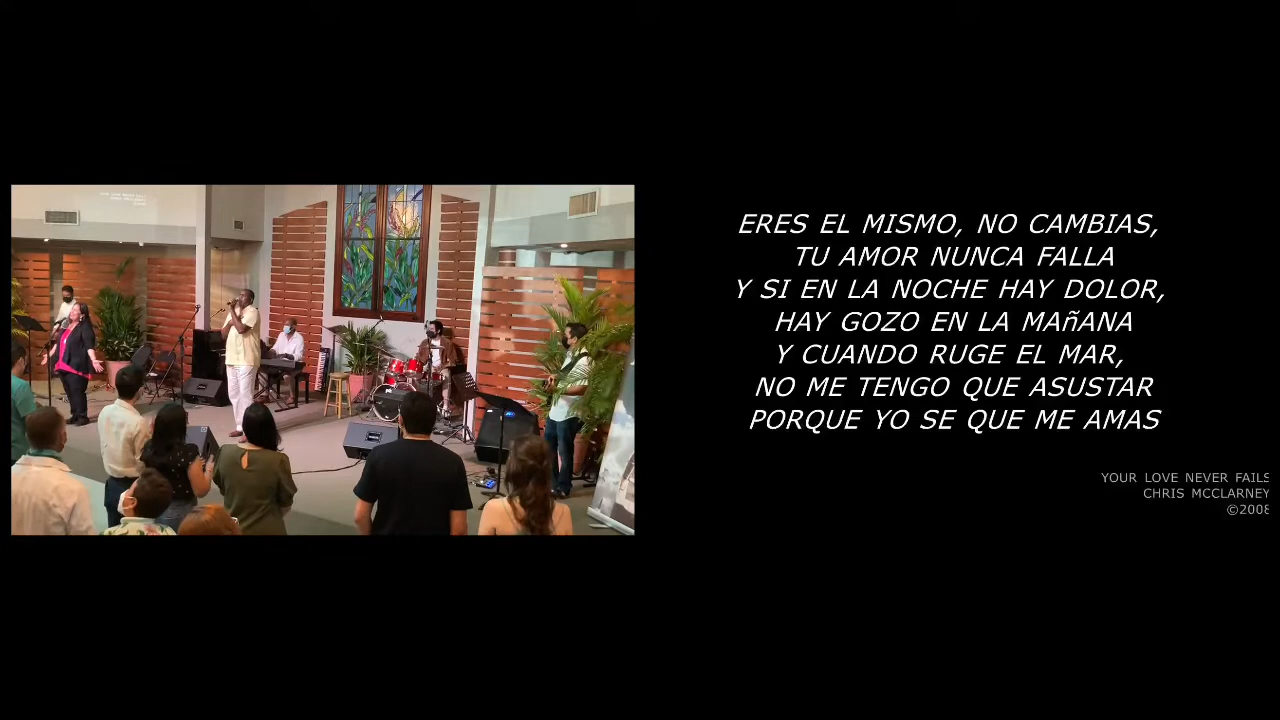 ERES EL MISMO, NO CAMBIAS,
TU AMOR NUNCA FALLA
Y SI EN LA NOCHE HAY DOLOR,
HAY GOZO EN LA MAñANA
Y CUANDO RUGE EL MAR,
NO ME TENGO QUE ASUSTAR
PORQUE YO SE QUE ME AMAS
YOUR LOVE NEVER FAILS
CHRIS MCCLARNEY
©2008